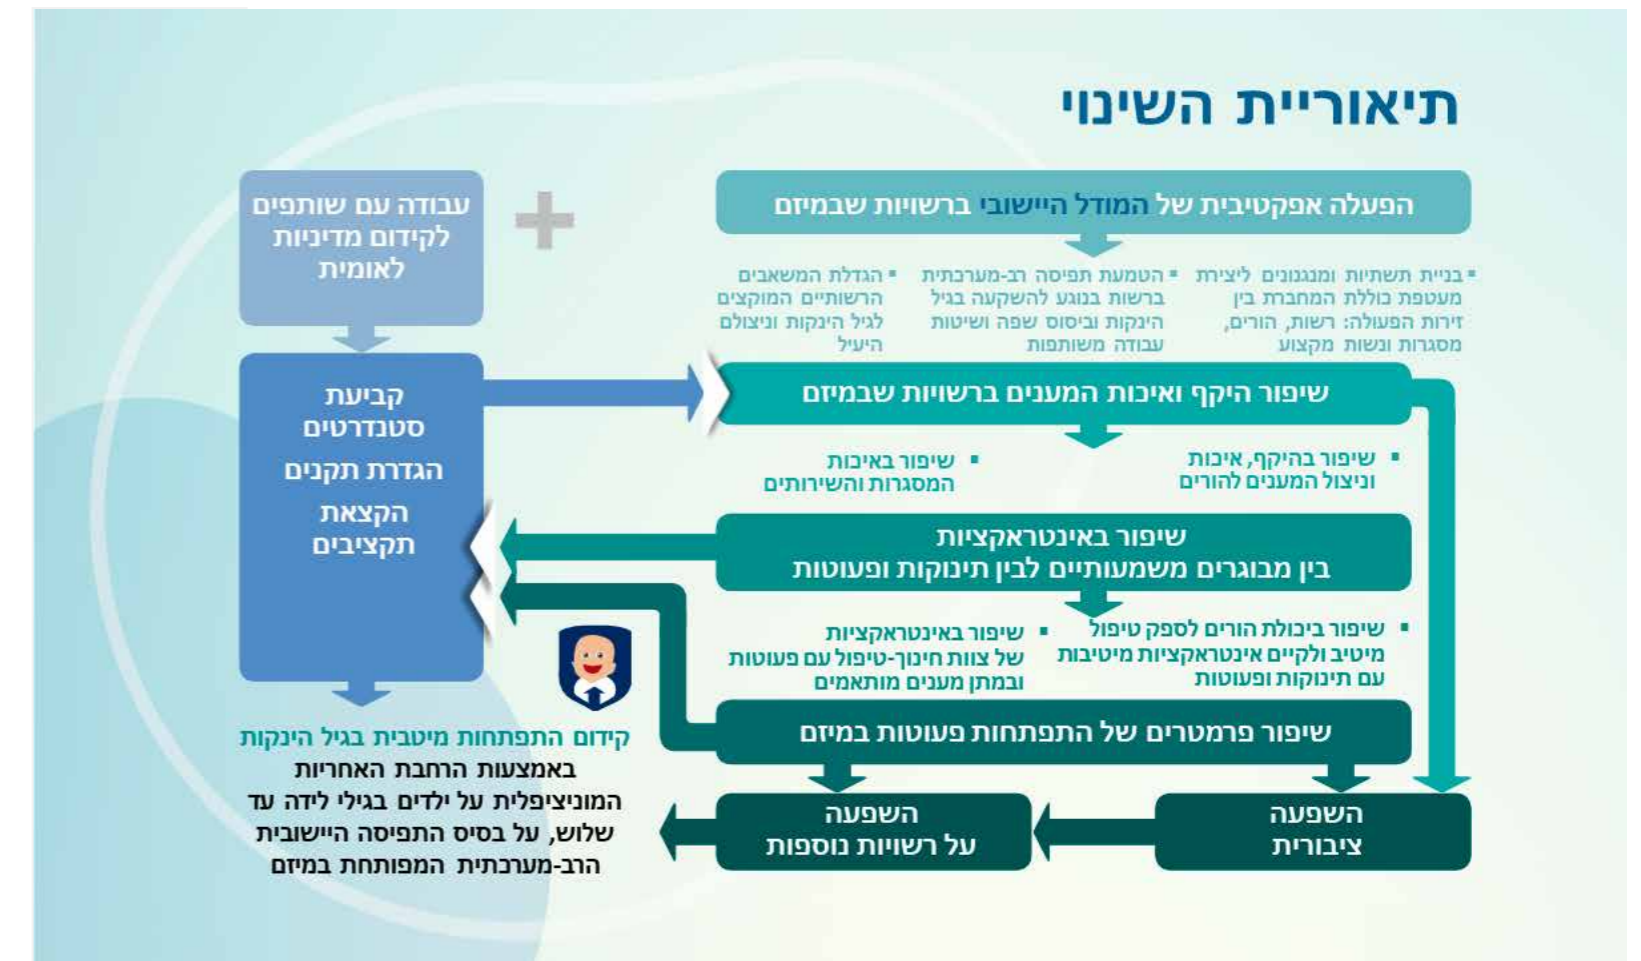 תיאוריית השינוי
הפעלה אפקטיבית של המודל היישובי ברשויות שבמיזם
▪ בניית תשתיות ומנגנונים ליצירת
מעטפת כוללת המחברת בין
זירות הפעולה: רשות, הורים,
מסגרות ונשות מקצוע
▪ הטמעת תפיסה רב-מערכתית
ברשות בנוגע להשקעה בגיל
הינקות וביסוס שפה ושיטות
עבודה משותפות
▪ הגדלת המשאבים
הרשותיים המוקצים
לגיל הינקות וניצולם
היעיל
שיפור היקף ואיכות המענים ברשויות שבמיזם
▪ שיפור בהיקף, איכות
וניצול המענים להורים
▪ שיפור באיכות
המסגרות והשירותים
שיפור באינטראקציות
בין מבוגרים משמעותיים לבין תינוקות ופעוטות
▪ שיפור ביכולת הורים לספק טיפול
מיטיב ולקיים אינטראקציות מיטיבות
עם תינוקות ופעוטות
▪ שיפור באינטראקציות
של צוות חינוך-טיפול עם פעוטות
ובמתן מענים מותאמים
שיפור פרמטרים של התפתחות פעוטות במיזם
השפעה
ציבורית
השפעה
על רשויות נוספות
+
עבודה עם שותפים
לקידום מדיניות
לאומית
קביעת
סטנדרטים
הגדרת תקנים
הקצאת
תקציבים
קידום התפתחות מיטבית בגיל הינקות
באמצעות הרחבת האחריות
המוניציפלית על ילדים בגילי לידה עד
שלוש, על בסיס התפיסה היישובית
הרב-מערכתית המפותחת במיזם